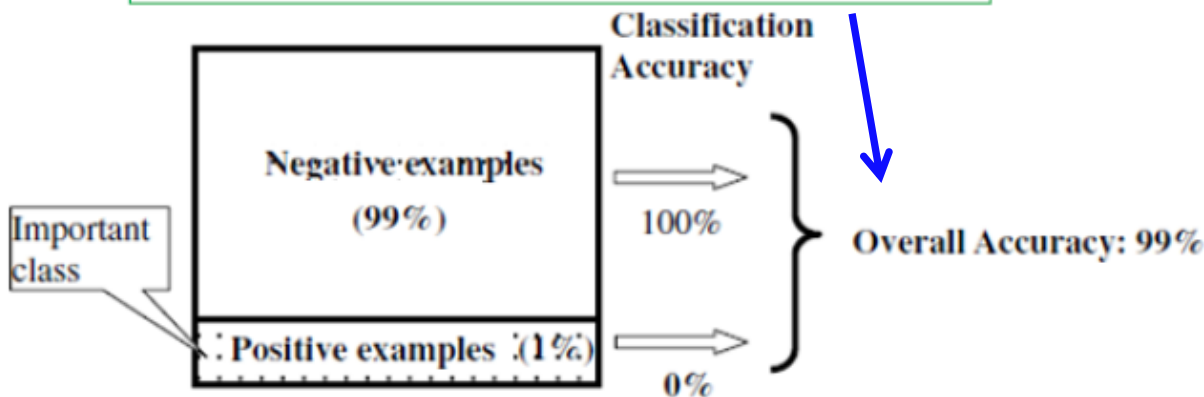 Classification
Accuracy
Negative examples
(99%)
100%
Important
class
Overall Accuracy: 99%
Positive examples (1%)
0%